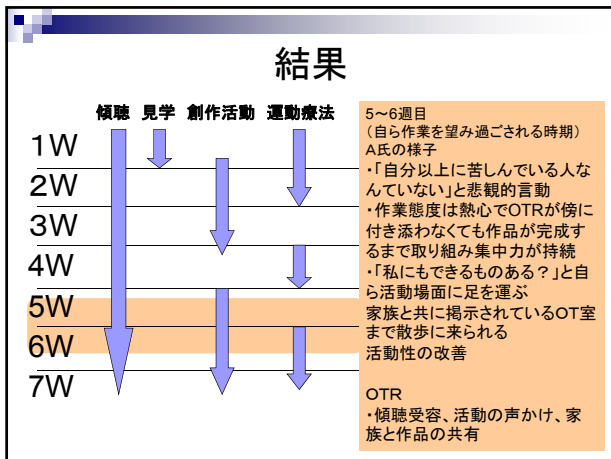 結果
傾聴 見学 創作活動 運動療法
1W
2W
3W
4W
5W
6W
7W
5~6週目
(自ら作業を望み過ごされる時期)
A氏の様子
・「自分以上に苦しんでいる人な
んていない」と悲観的言動
・作業態度は熱心でOTRが傍に
付き添わなくても作品が完成す
るまで取り組み集中力が持続
・「私にもできるものある?」と自
ら活動場面に足を運ぶ
家族と共に掲示されているOT室
まで散歩に来られる
活動性の改善
OTR
・傾聴受容、活動の声かけ、家
族と作品の共有